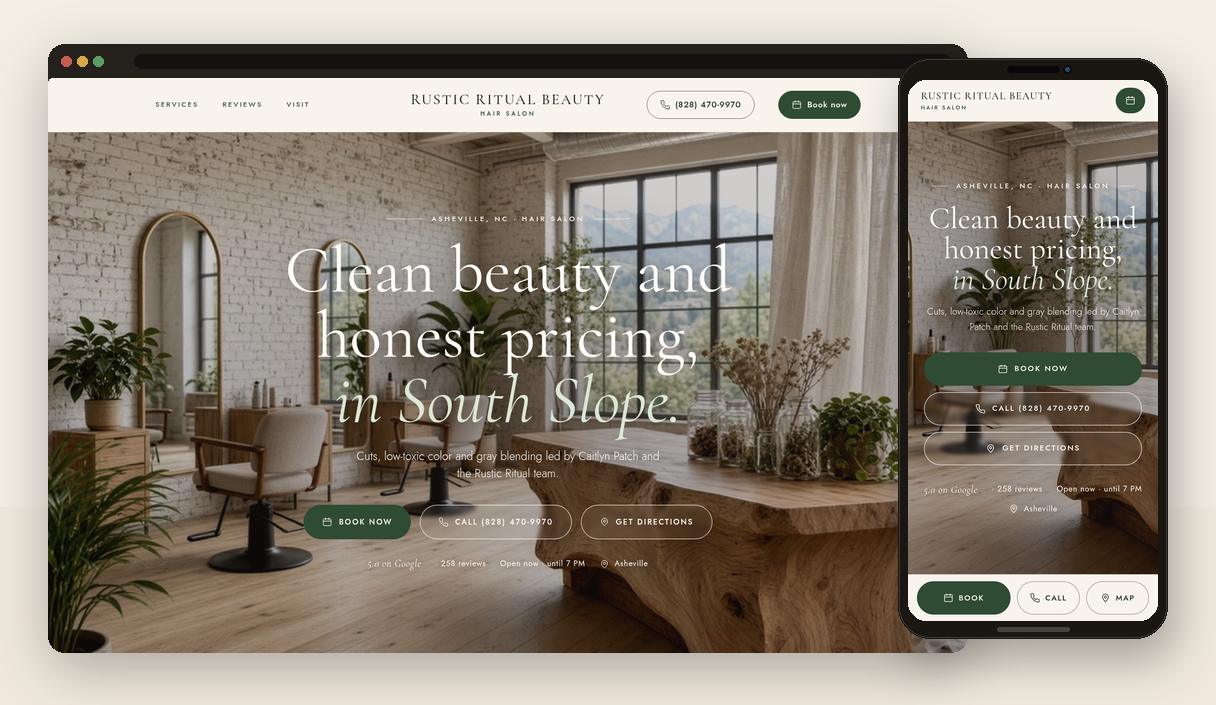 SERVICES REVIEWS VISIT
RUSTIC RITUAL BEAUTY
HAIR SALON
(828) 470-9970
Book now
ASHEVILLE, NC · HAIR SALON
Clean beauty and
honest pricing,
in South Slope.
Cuts, low-toxic color and gray blending led by Caitlyn Patch and
the Rustic Ritual team.
BOOK NOW
CALL (828) 470-9970
GET DIRECTIONS
5.0 on Google · 258 reviews Open now · until 7 PM Asheville
RUSTIC RITUAL BEAUTY
HAIR SALON
ASHEVILLE, NC · HAIR SALON
Clean beauty and
honest pricing,
in South Slope.
Cuts, low-toxic color and gray blending led by Caitlyn
Patch and the Rustic Ritual team.
BOOK NOW
CALL (828) 470-9970
GET DIRECTIONS
5.0 on Google · 258 reviews Open now · until 7 PM
Asheville
BOOK
CALL
MAP